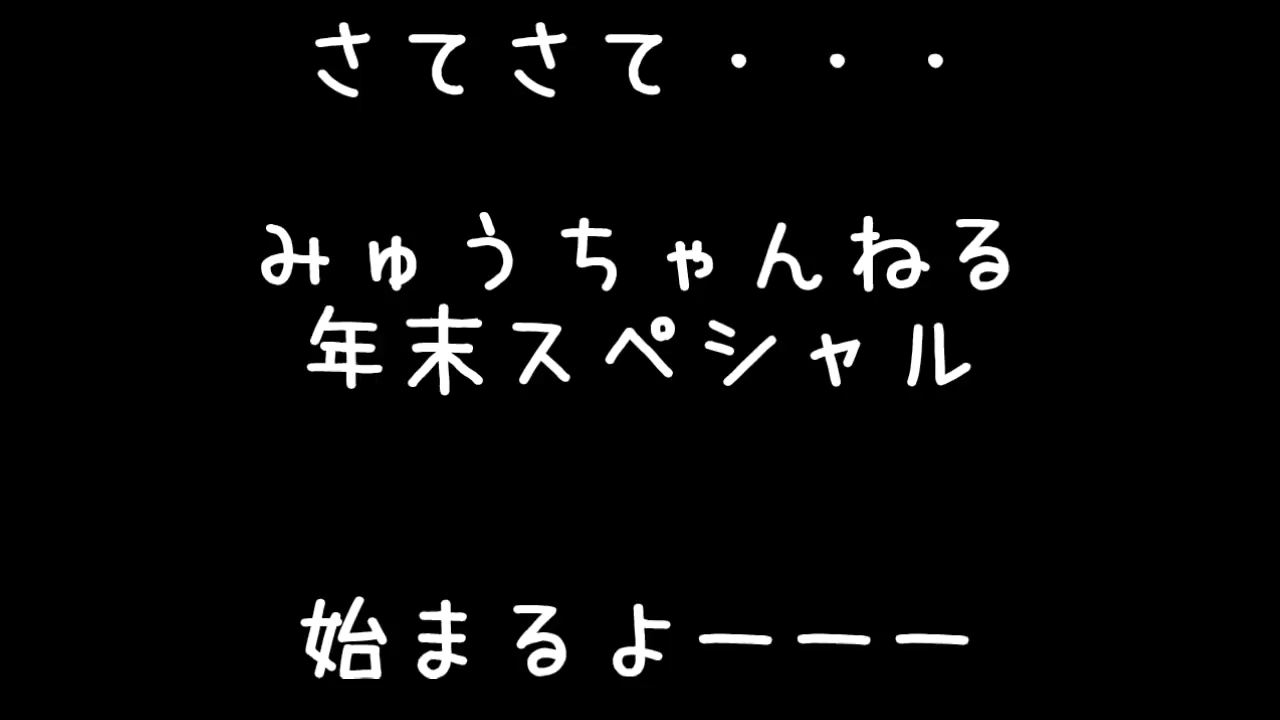 さてさて・・・
みゅうちゃんねる
年末スペシャル
始まるよーーー